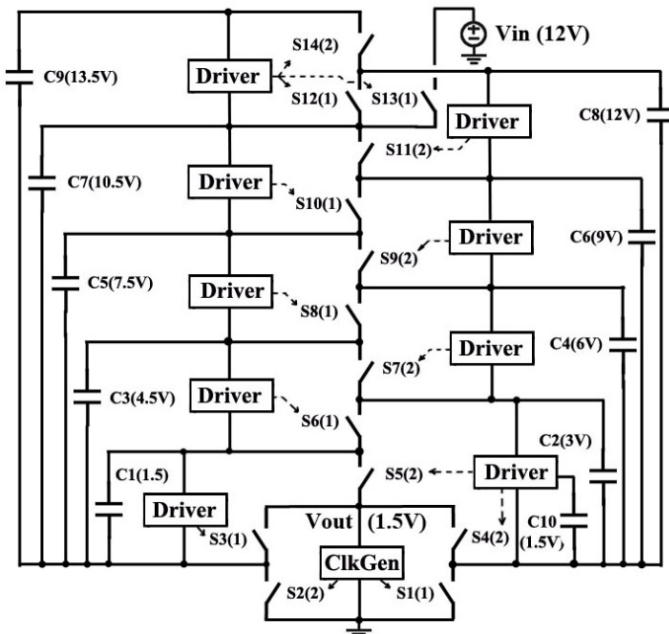 S14(2)
Vin (12V)
C9(13.5V)
Driver
S12(1)
S13(1)
C8(12V)
Driver
S11(2)
C7(10.5V)
Driver
S10(1)
C6(9V)
Driver
S9(2)
C5(7.5V)
Driver
S8(1)
C4(6V)
Driver
S7(2)
C3(4.5V)
Driver
S6(1)
C2(3V)
C1(1.5)
S5(2)
Driver
Driver
Vout (1.5V)
C10
(1.5V)
S3(1)
S4(2)
ClkGen
S2(2)
S1(1)